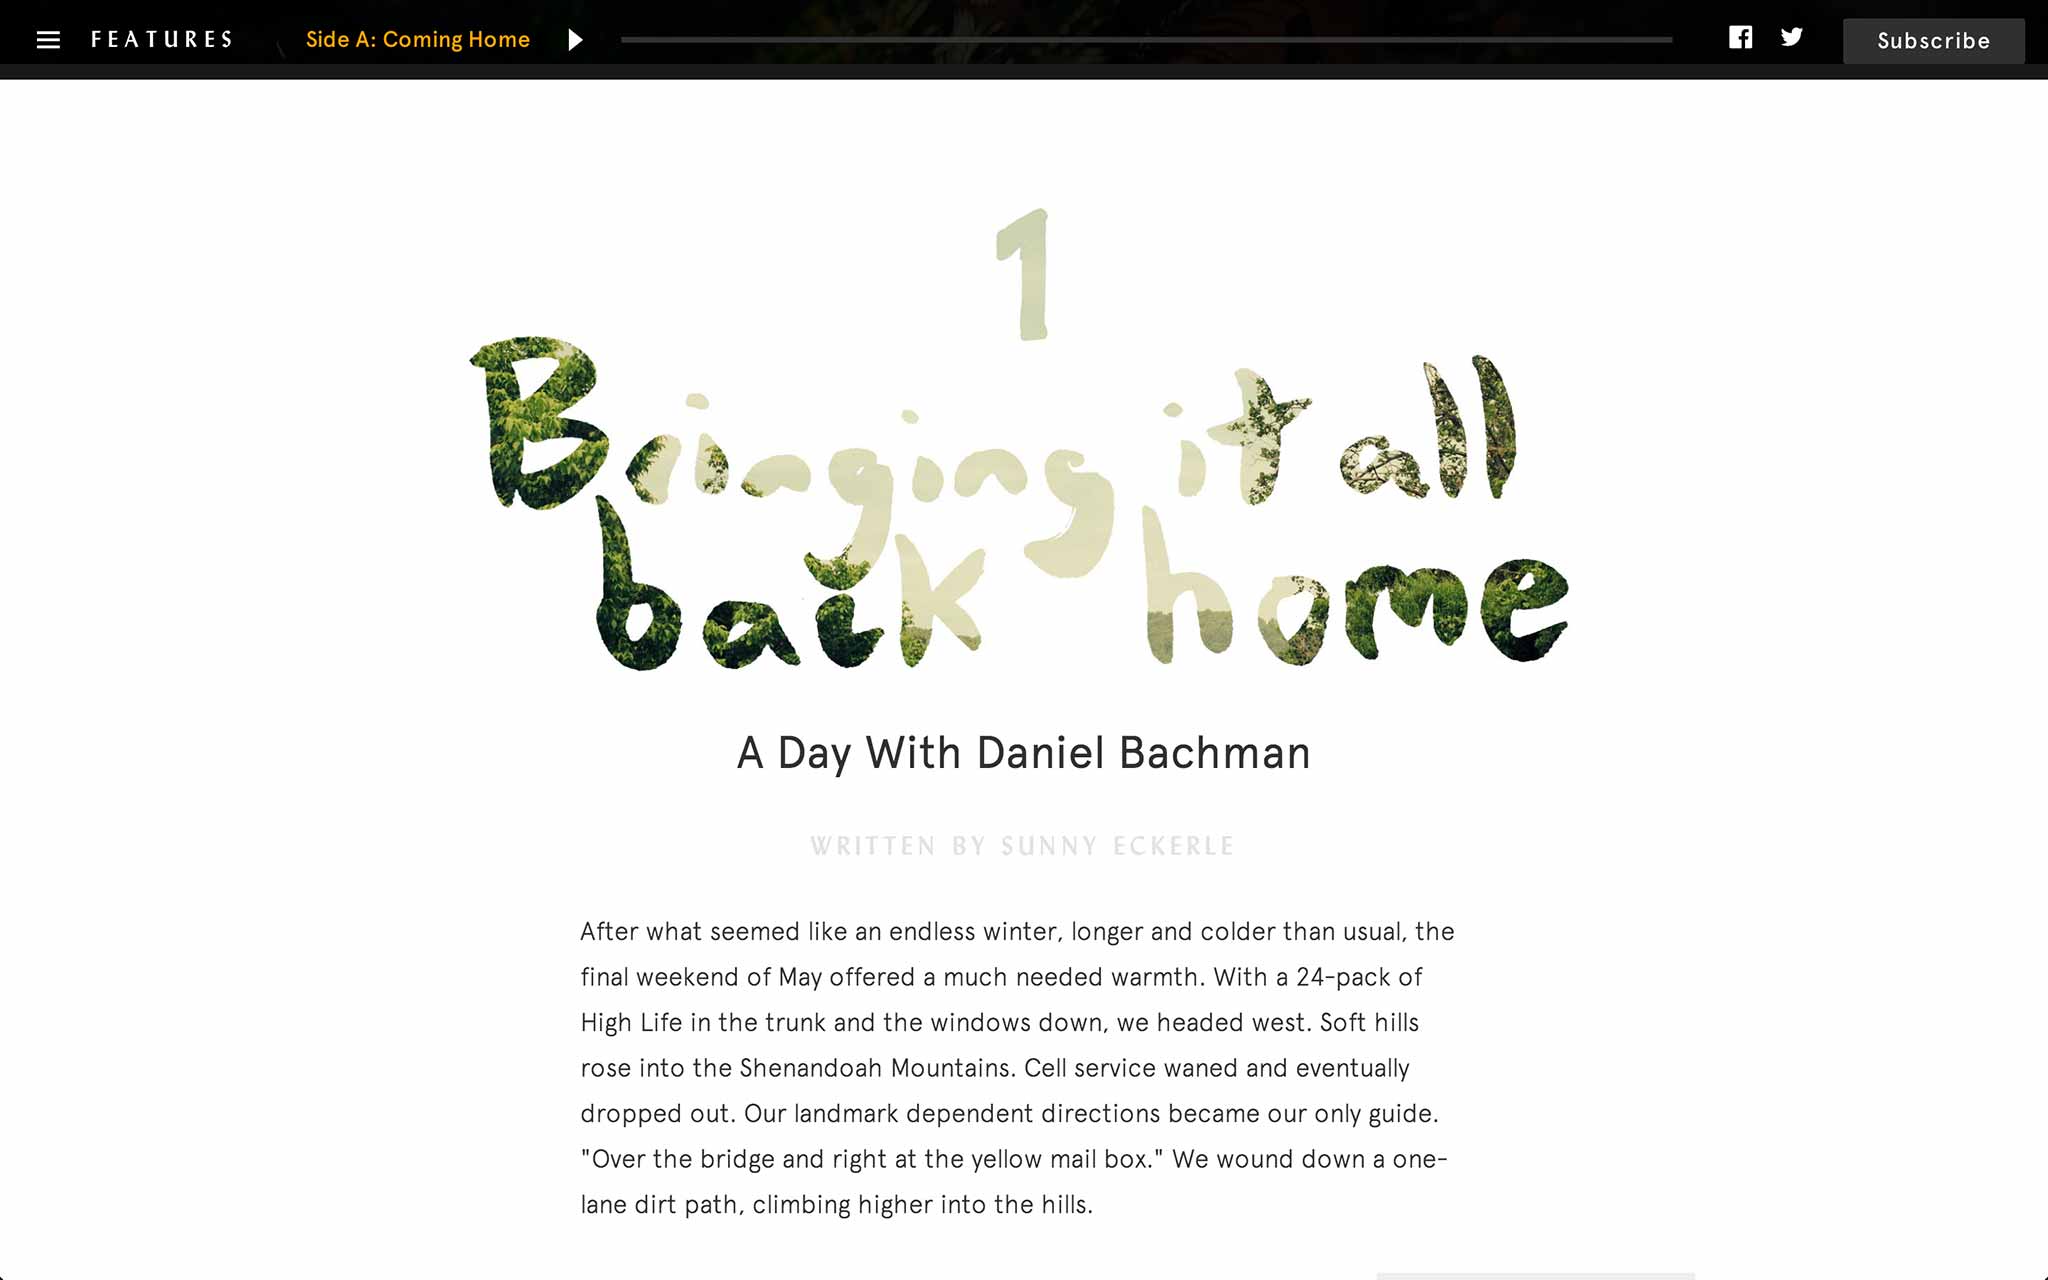 FEATURES Side A: Coming Home Subscribe
1
Bringing it all
back home
A Day With Daniel Bachman
WRITTEN BY SUNNY ECKERLE
After what seemed like an endless winter, longer and colder than usual, the
final weekend of May offered a much needed warmth. With a 24-pack of
High Life in the trunk and the windows down, we headed west. Soft hills
rose into the Shenandoah Mountains. Cell service waned and eventually
dropped out. Our landmark dependent directions became our only guide.
"Over the bridge and right at the yellow mail box." We wound down a one-
lane dirt path, climbing higher into the hills.